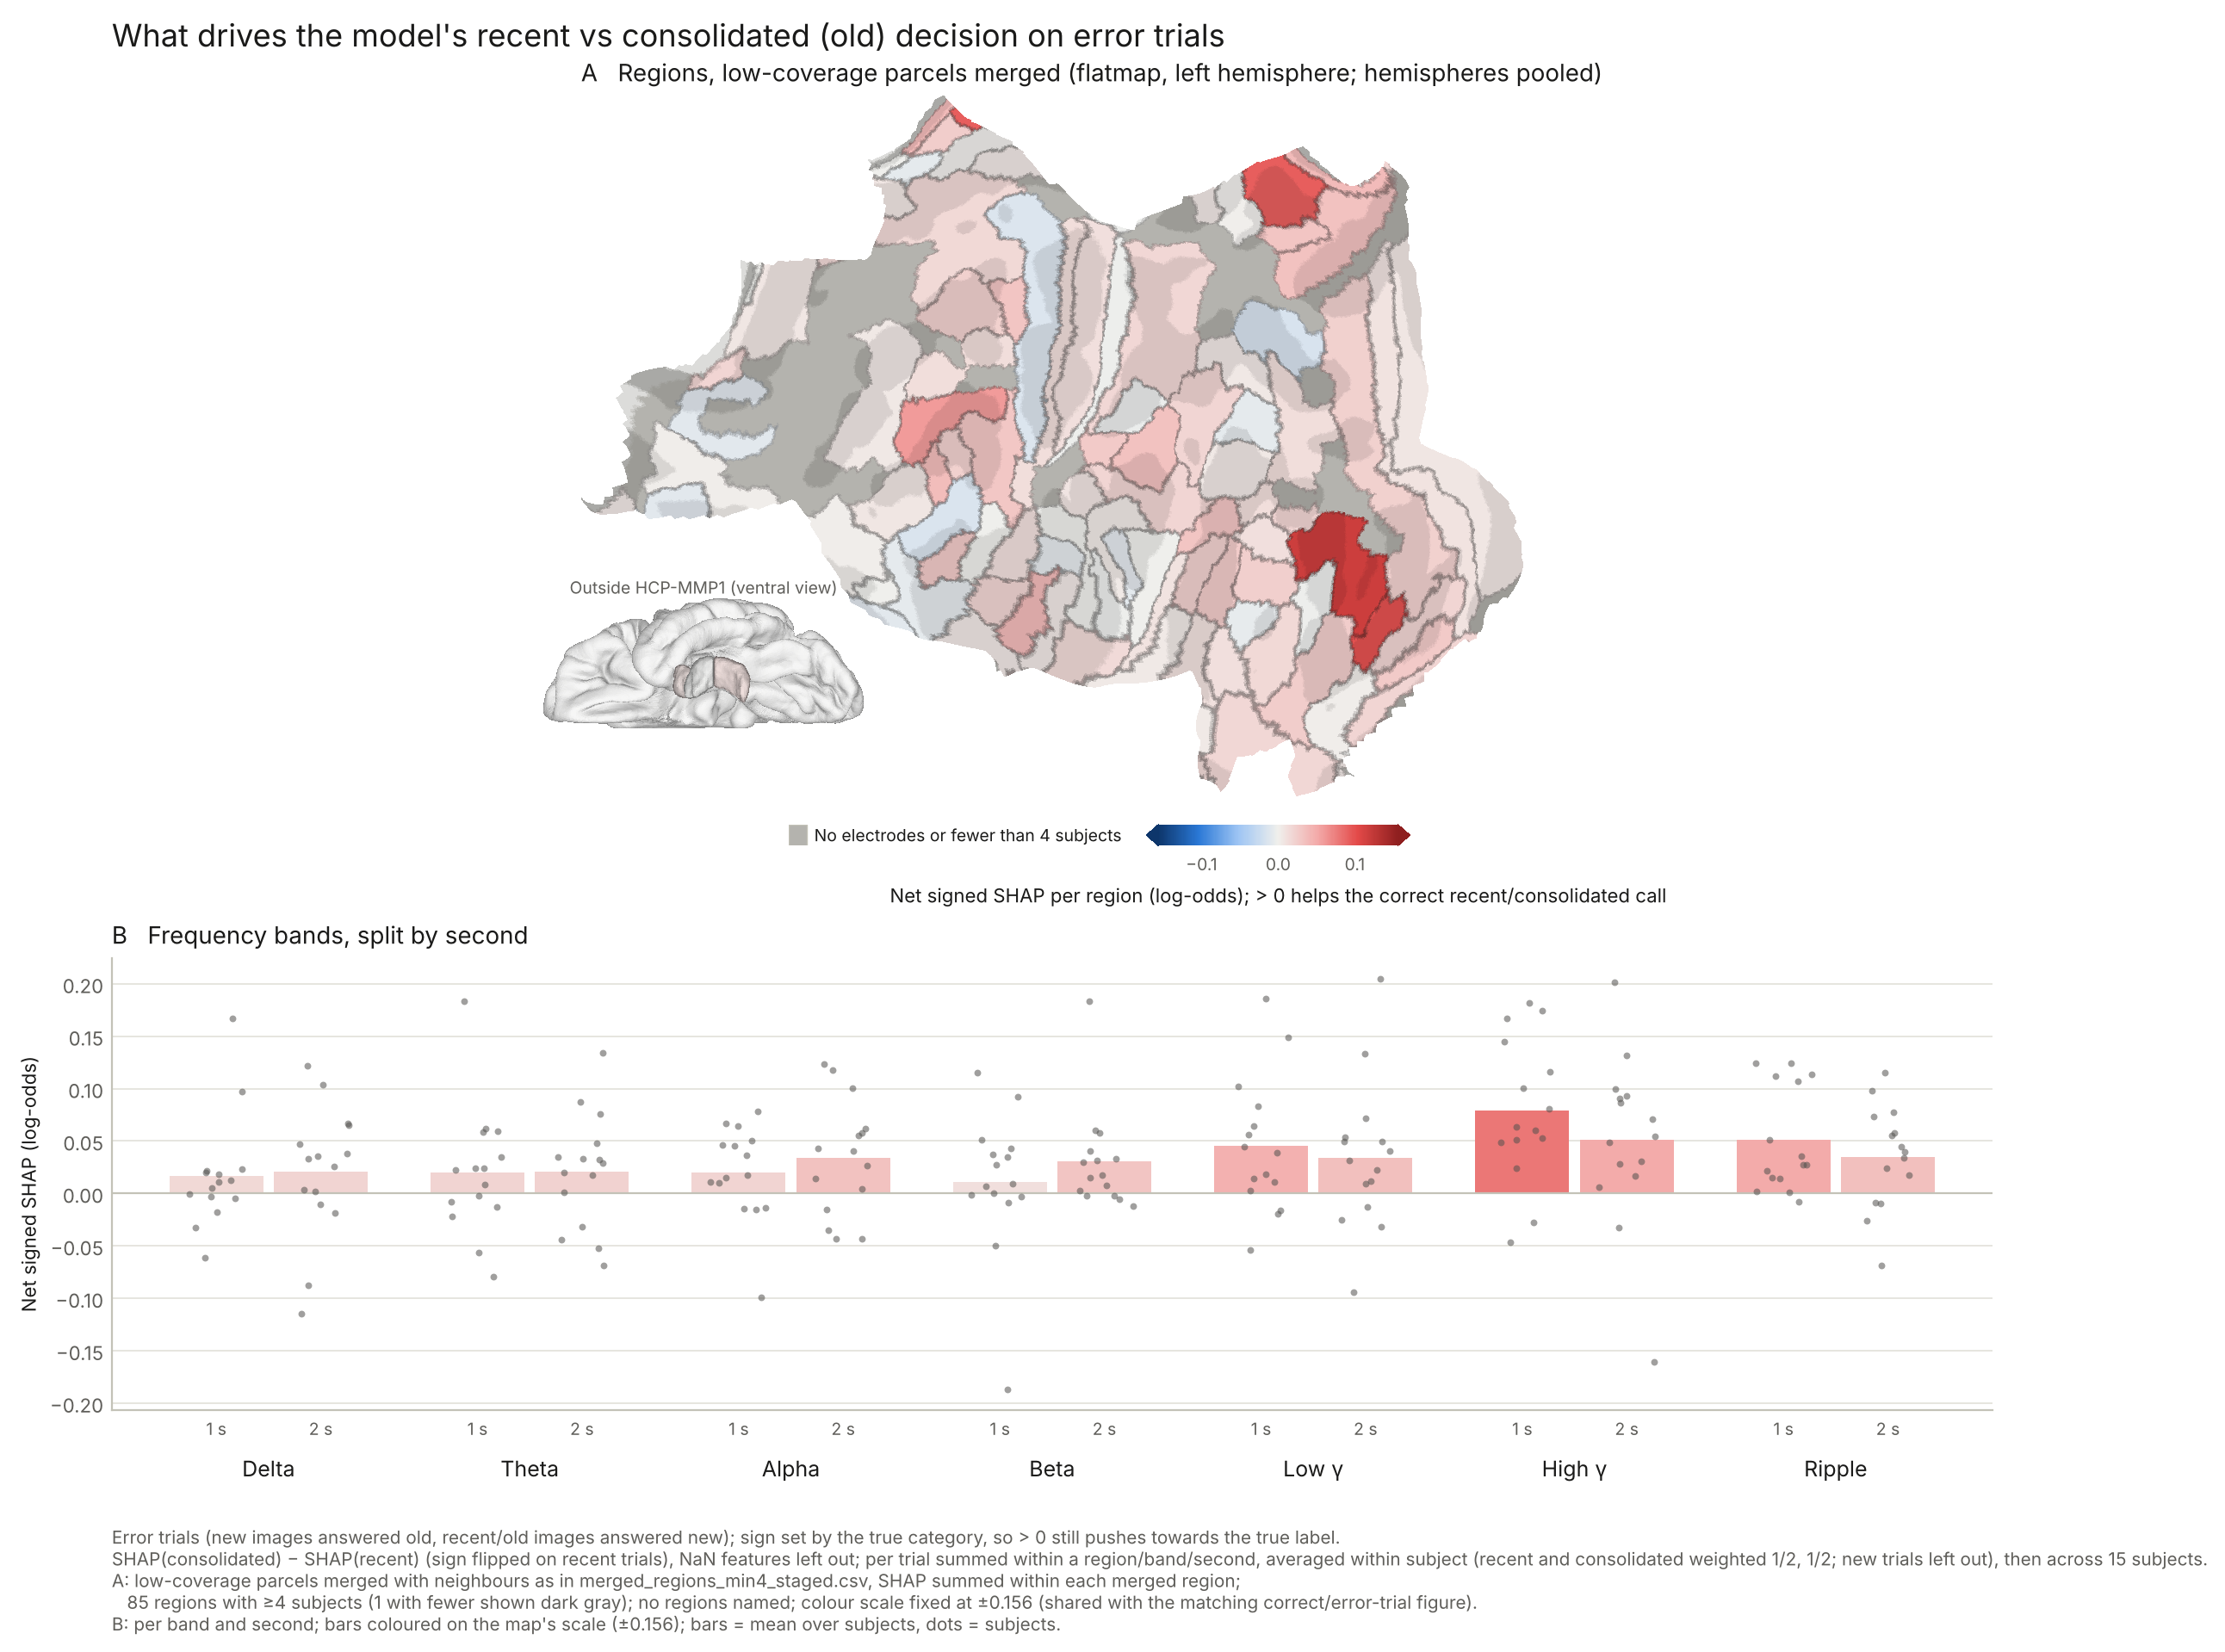 What drives the model's recent vs consolidated (old) decision on error trials
A Regions, low-coverage parcels merged (flatmap, left hemisphere; hemispheres pooled)
Outside HCP-MMP1 (ventral view)
No electrodes or fewer than 4 subjects
−0.1 0.0 0.1
Net signed SHAP per region (log-odds); > 0 helps the correct recent/consolidated call
B Frequency bands, split by second
Net signed SHAP (log-odds)
0.20
0.15
0.10
0.05
0.00
−0.05
−0.10
−0.15
−0.20
1 s 2 s 1 s 2 s 1 s 2 s 1 s 2 s 1 s 2 s 1 s 2 s 1 s 2 s
Delta Theta Alpha Beta Low γ High γ Ripple
Error trials (new images answered old, recent/old images answered new); sign set by the true category, so > 0 still pushes towards the true label.
SHAP(consolidated) − SHAP(recent) (sign flipped on recent trials), NaN features left out; per trial summed within a region/band/second, averaged within subject (recent and consolidated weighted 1/2, 1/2; new trials left out), then across 15 subjects.
A: low-coverage parcels merged with neighbours as in merged_regions_min4_staged.csv, SHAP summed within each merged region;
85 regions with ≥4 subjects (1 with fewer shown dark gray); no regions named; colour scale fixed at ±0.156 (shared with the matching correct/error-trial figure).
B: per band and second; bars coloured on the map's scale (±0.156); bars = mean over subjects, dots = subjects.